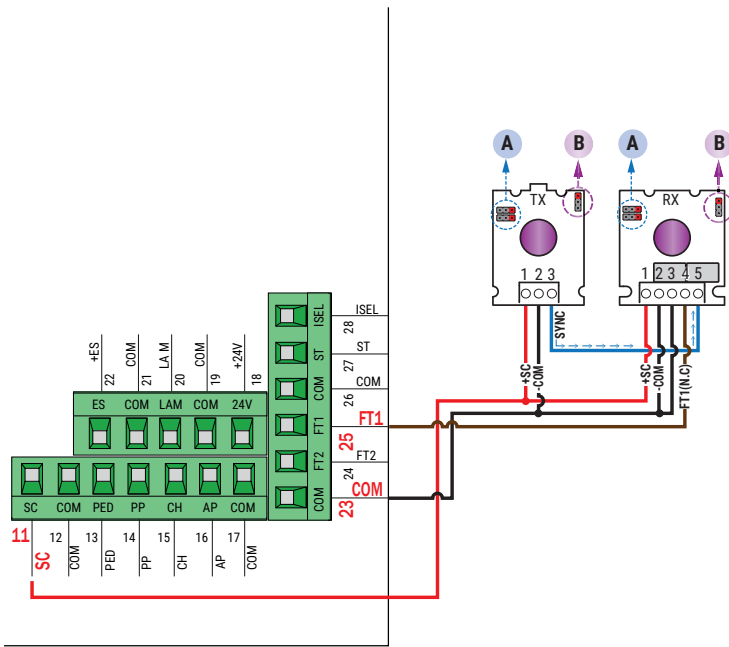 A
B
A
B
TX
RX
1 2 3
1 2 3 4 5
SYNC
+SC
-COM
+SC
-COM
FT1(N.C)
ISEL
ISEL
28
ST
ST
27
COM
COM
26
FT1
FT1
25
FT2
FT2
24
COM
COM
23
+ES
22
COM
21
LA M
20
COM
19
+24V
18
ES COM LAM COM 24V
SC COM PED PP CH AP COM
11
SC
12
COM
13
PED
14
PP
15
CH
16
AP
17
COM